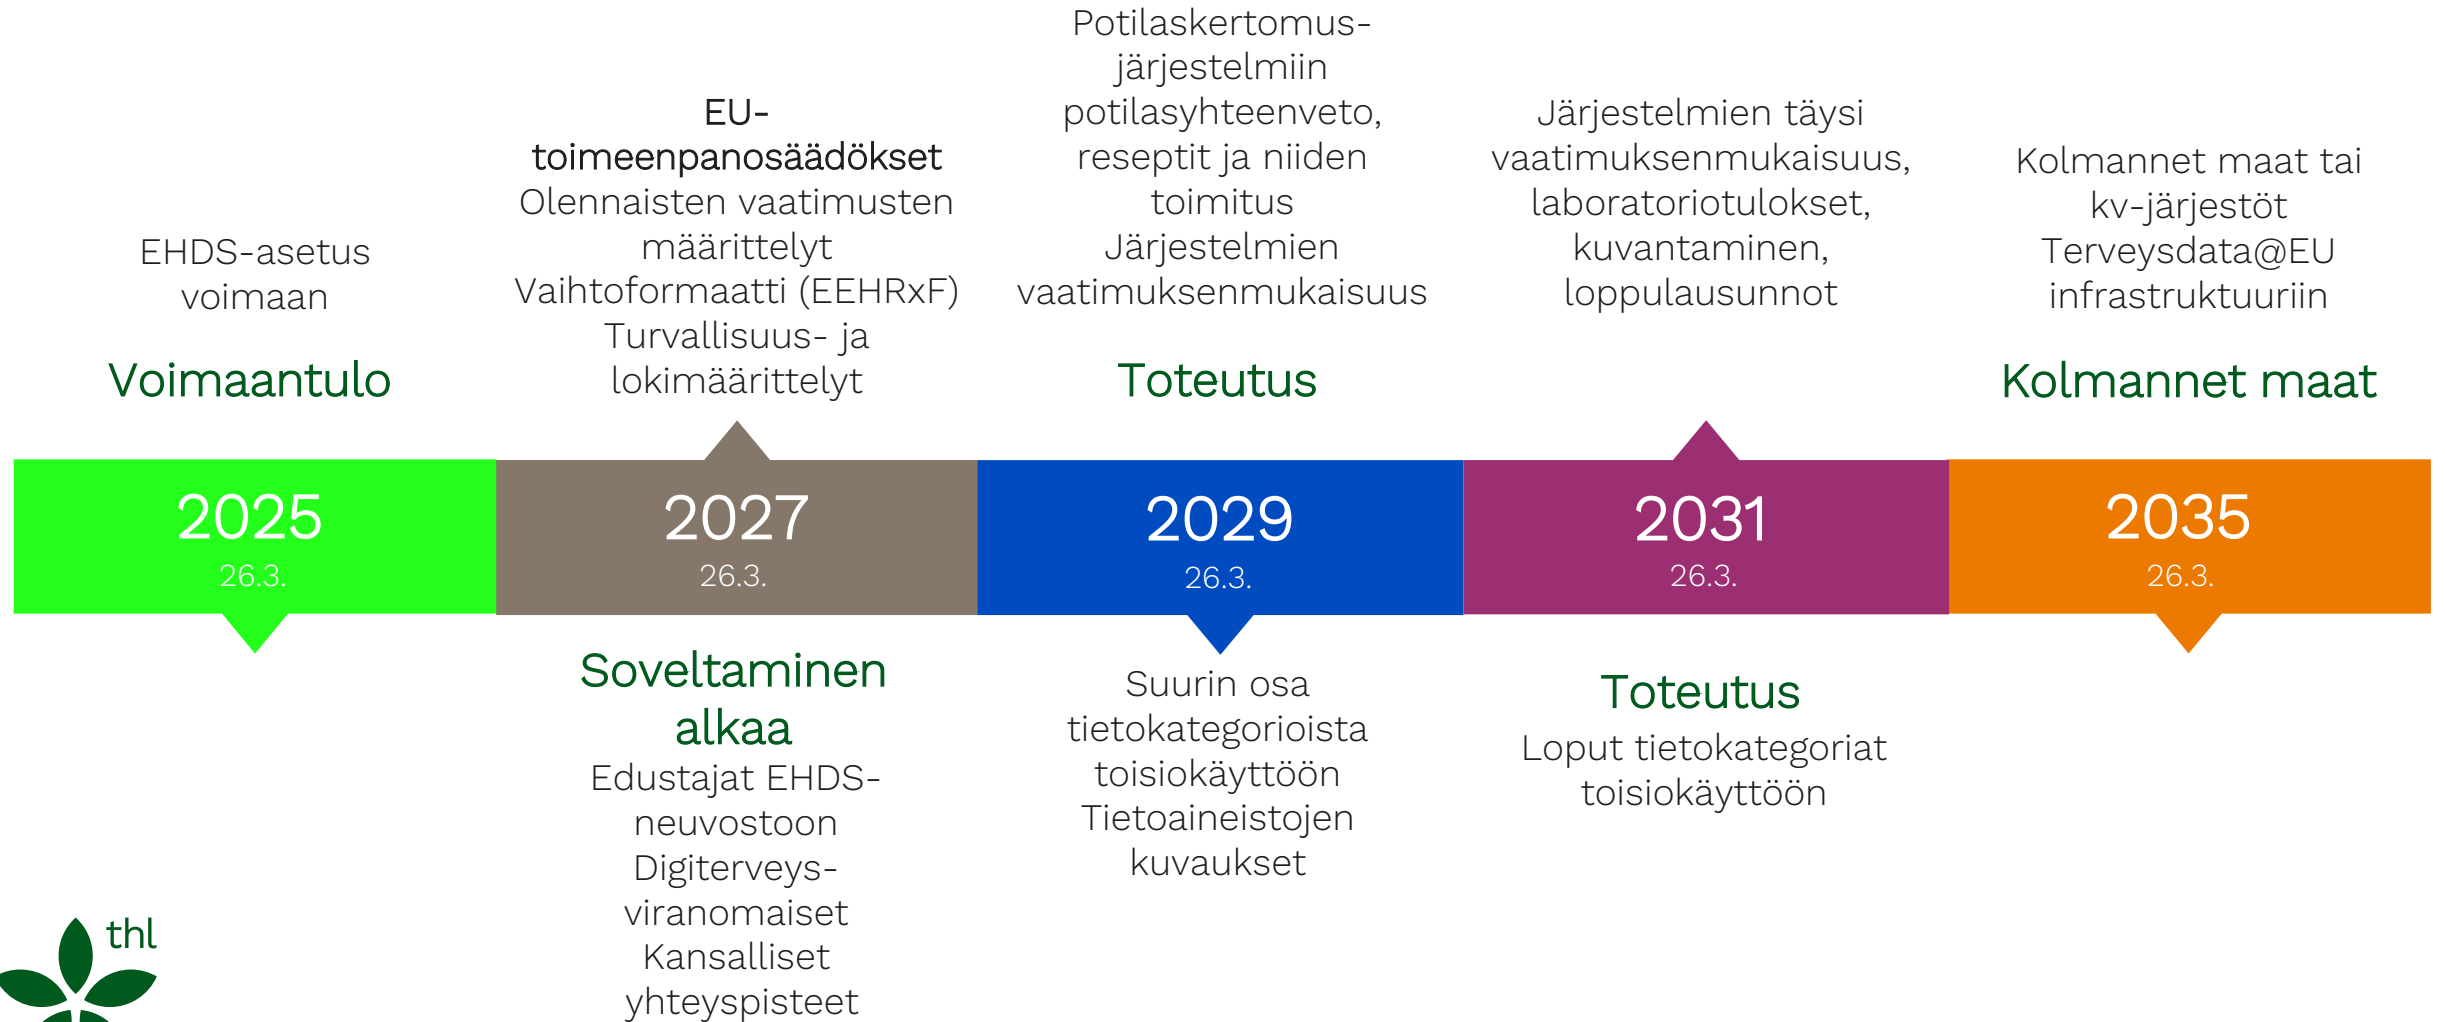 EHDS-asetus
voimaan
Voimaantulo
2025
26.3.
EU-
toimeenpanosäädökset
Olennaisten vaatimusten
määrittelyt
Vaihtoformaatti (EEHRxF)
Turvallisuus- ja
lokimäärittelyt
2027
26.3.
Soveltaminen
alkaa
Edustajat EHDS-
neuvostoon
Digiterveys-
viranomaiset
Kansalliset
yhteyspisteet
Potilaskertomus-
järjestelmiin
potilasyhteenveto,
reseptit ja niiden
toimitus
Järjestelmien
vaatimuksenmukaisuus
Toteutus
2029
26.3.
Suurin osa
tietokategorioista
toisiokäyttöön
Tietoaineistojen
kuvaukset
Järjestelmien täysi
vaatimuksenmukaisuus,
laboratoriotulokset,
kuvantaminen,
loppulausunnot
2031
26.3.
Toteutus
Loput tietokategoriat
toisiokäyttöön
Kolmannet maat tai
kv-järjestöt
Terveysdata@EU
infrastruktuuriin
Kolmannet maat
2035
26.3.
thl